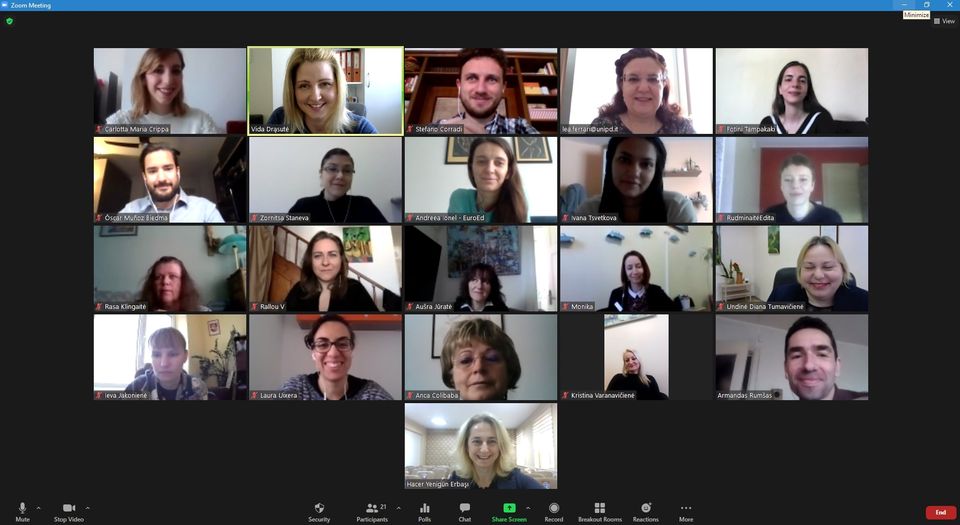 Zoom Meeting
Minimize
View
Carlotta Maria Crippa
Vida Drąsutė
Stefano Corradi
lea.ferrari@unipd.it
Fotini Tampakaki
Óscar Muñoz Biedma
Zornitsa Staneva
Andreea Ionel - EuroEd
Ivana Tsvetkova
RudminaitėEdita
Rasa Klingaitė
Rallou V
Aušra Jūratė
Monika
Undinė Diana Tumavičienė
Ieva Jakonienė
Laura Uixera
Anca Colibaba
Kristina Varanavičienė
Armandas Rumšas
Hacer Yenigün Erbaşı
Mute
Stop Video
Security
Participants
21
Polls
Chat
Share Screen
Record
Breakout Rooms
Reactions
More
End